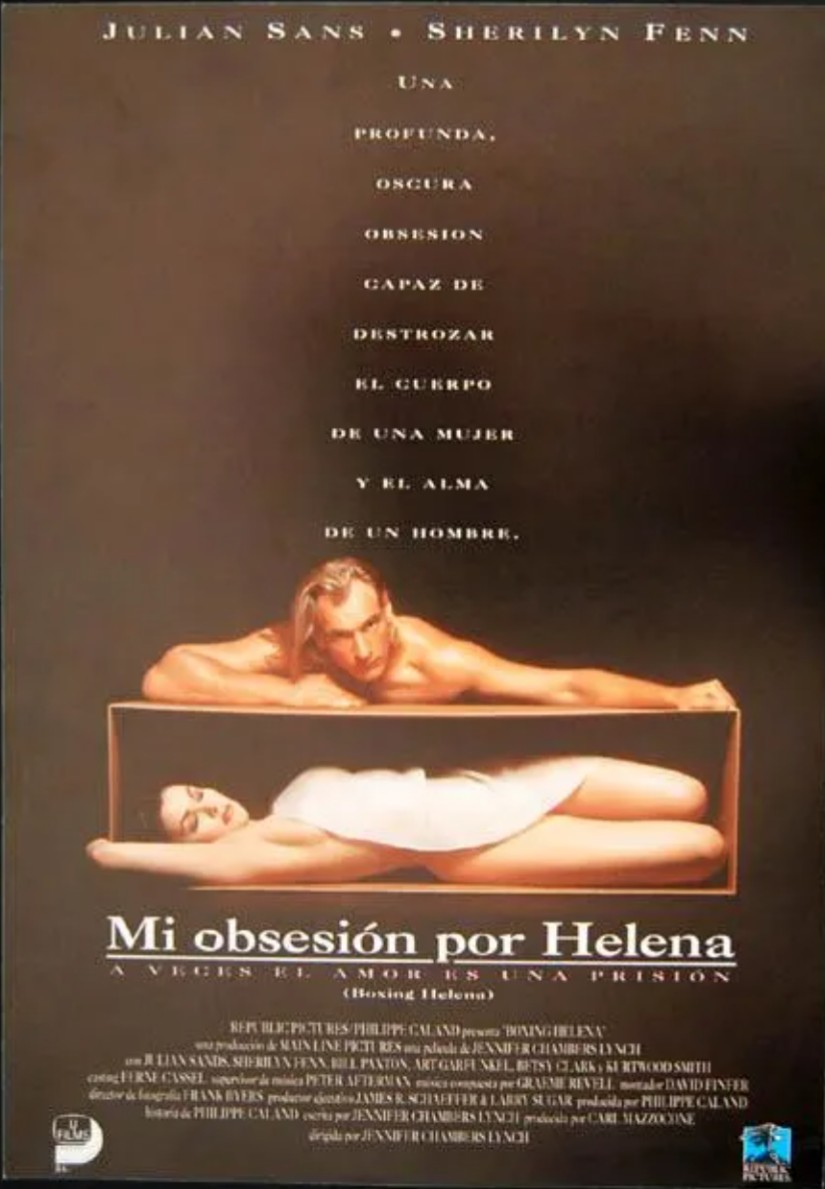 JULIAN SANS • SHERILYN FENN
UNA
PROFUNDA,
OSCURA
OBSESION
CAPAZ DE
DESTROZAR
EL CUERPO
DE UNA MUJER
Y EL ALMA
DE UN HOMBRE.
Mi obsesión por Helena
A VECES EL AMOR ES UNA PRISIÓN
(Boxing Helena)
REPUBLIC PICTURES/PHILIPPE CALAND presenta "BOXING HELENA"
una producción de MAIN LINE PICTURES una película de JENNIFER CHAMBERS LYNCH
con JULIAN SANDS, SHERILYN FENN, BILL PAXTON, ART GARFUNKEL, BETSY CLARK y KURTWOOD SMITH
casting FERNE CASSEL supervisor de música PETER AFTERMAN música compuesta por GRAEME REVELL montador DAVID FINFER
director de fotografía FRANK BYERS productor ejecutivo JAMES R. SCHAEFFER & LARRY SUGAR producida por PHILIPPE CALAND
historia de PHILIPPE CALAND escrita por JENNIFER CHAMBERS LYNCH producida por CARL MAZZOCONE
dirigida por JENNIFER CHAMBERS LYNCH
U
FILMS
REPUBLIC
PICTURES